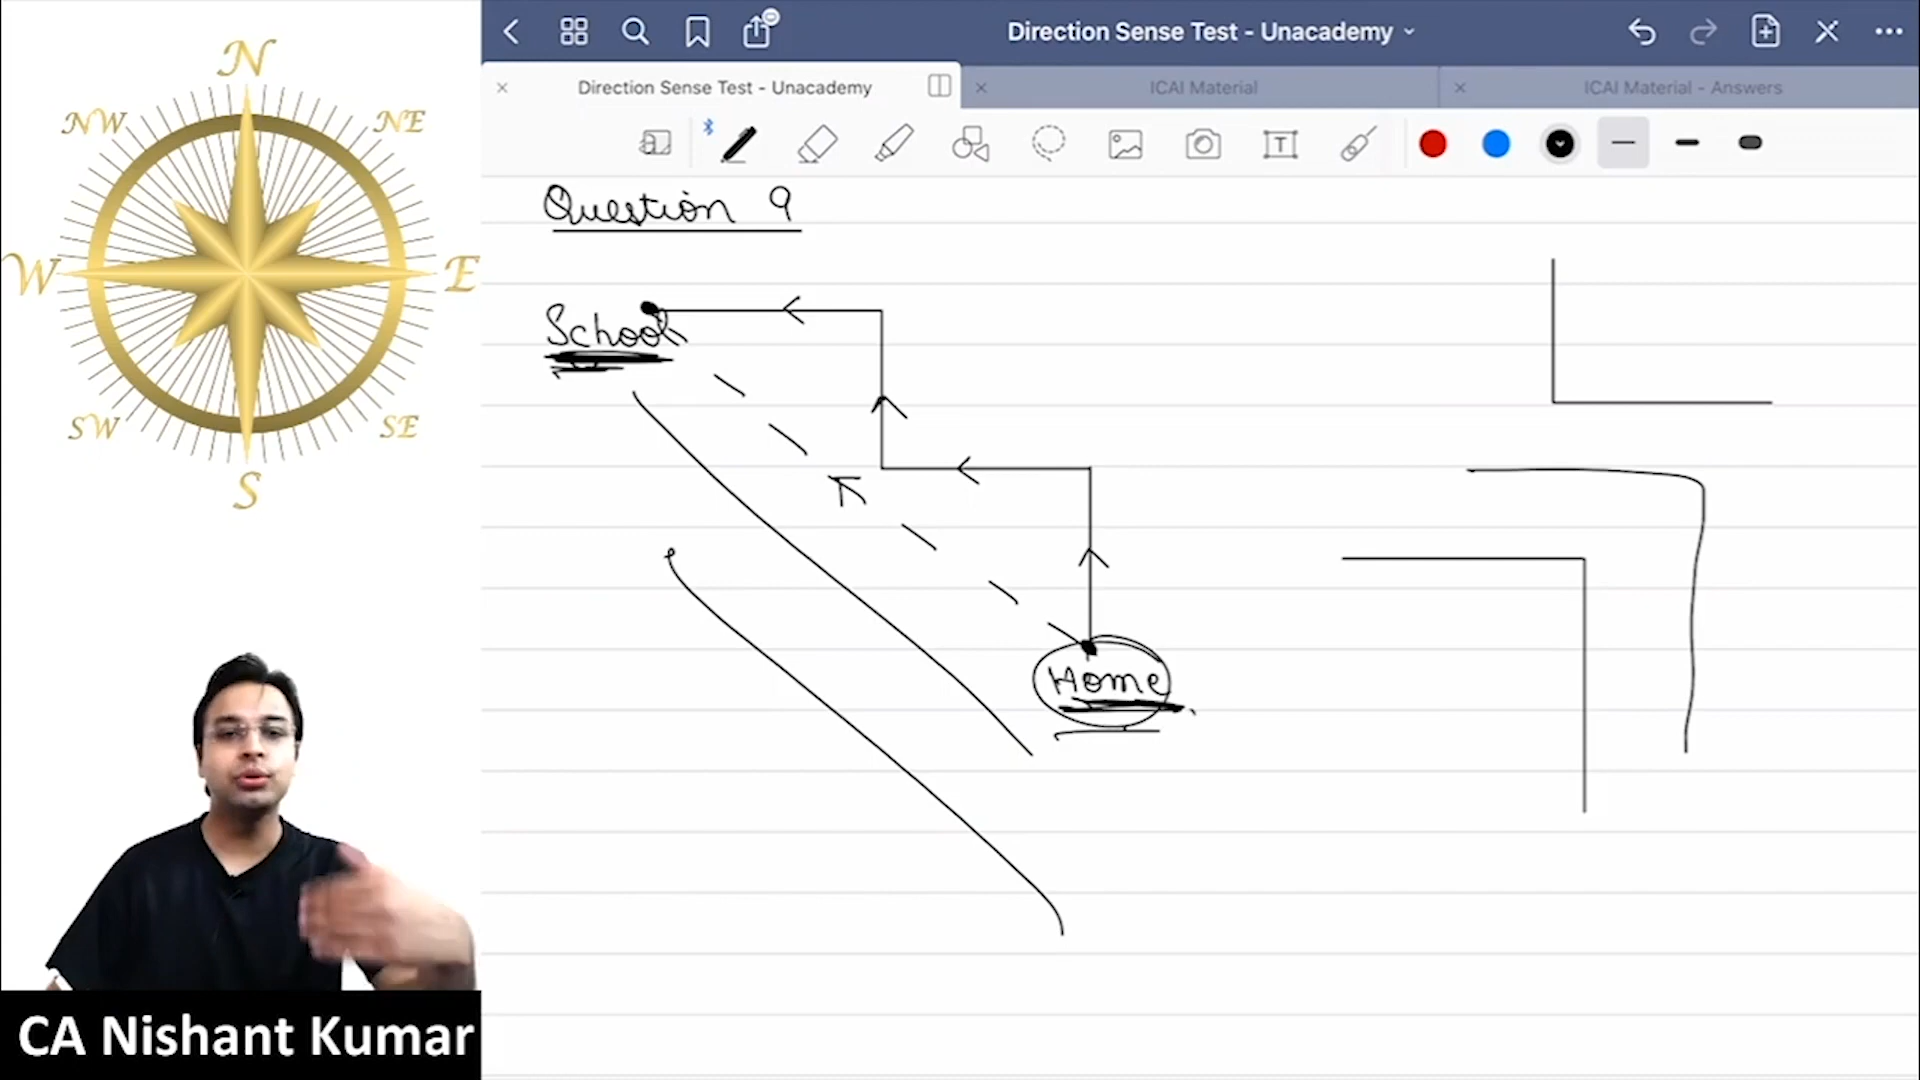 N
NW
NE
W
E
SW
SE
S
CA Nishant Kumar
Direction Sense Test - Unacademy
Direction Sense Test - Unacademy
ICAI Material
ICAI Material - Answers
a
T
Question 9
School
Home